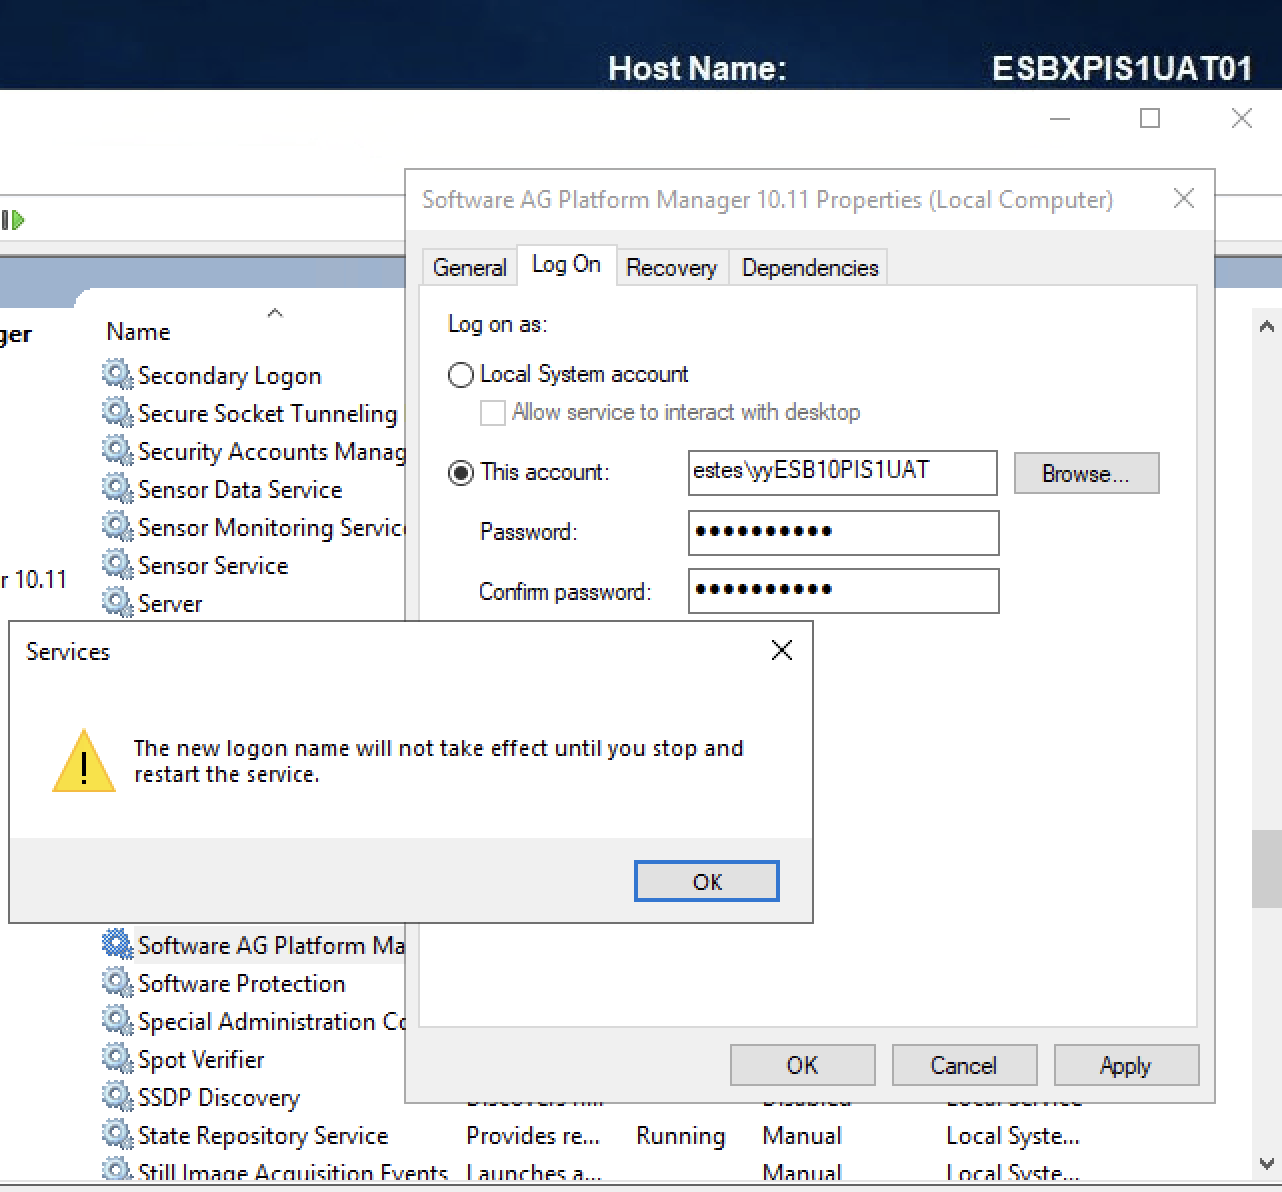 Host Name: ESBXPIS1UAT01
Software AG Platform Manager 10.11 Properties (Local Computer)
General Log On Recovery Dependencies
Log on as:
Local System account
Allow service to interact with desktop
This account: estes\yyESB10PIS1UAT Browse...
Password: ●●●●●●●●●●
Confirm password: ●●●●●●●●●●
ger
r 10.11
Name
Secondary Logon
Secure Socket Tunneling
Security Accounts Manag
Sensor Data Service
Sensor Monitoring Servic
Sensor Service
Server
Services
The new logon name will not take effect until you stop and
restart the service.
OK
Software AG Platform Ma
Software Protection
Special Administration Co
Spot Verifier
OK Cancel Apply
SSDP Discovery Discovers n... Disabled Local Service
State Repository Service Provides re... Running Manual Local Syste...
Still Image Acquisition Events Launches a... Manual Local Syste...